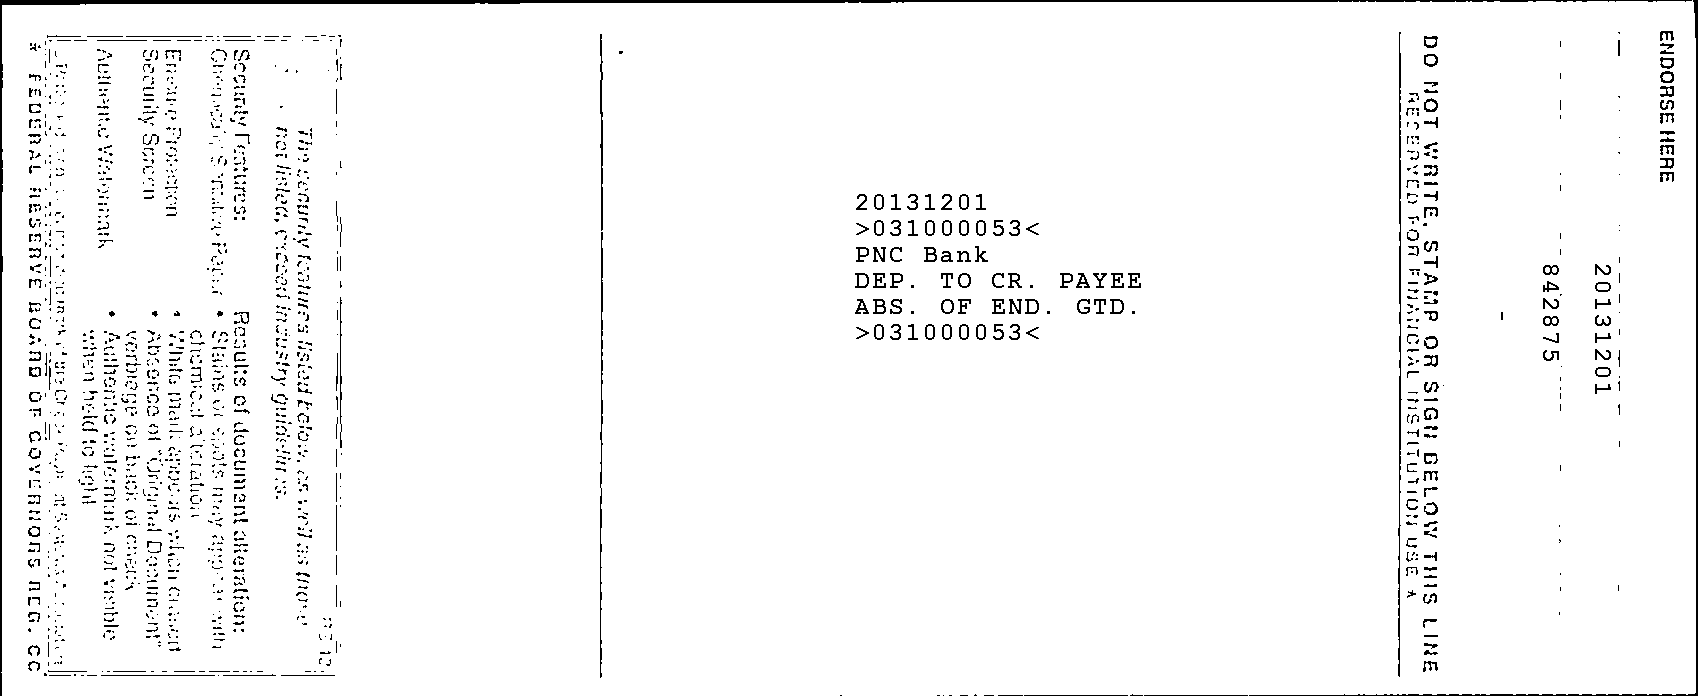 ENDORSE HERE
20131201
842875
DO NOT WRITE, STAMP OR SIGN BELOW THIS LINE
RESERVED FOR FINANCIAL INSTITUTION USE *
20131201
>031000053<
PNC Bank
DEP. TO CR. PAYEE
ABS. OF END. GTD.
>031000053<
The security features listed below, as well as those
not listed, exceed industry guidelines.
Security Features:
Results of document alteration:
• Stains or spots may appear with
chemical alteration
Erasure Protection
• White mark appears when erased
Security Screen
• Absence of "Original Document"
verbiage on back of check
Authentic Watermark
• Authentic watermark not visible
when held to light
* FEDERAL RESERVE BOARD OF GOVERNORS REG. CC